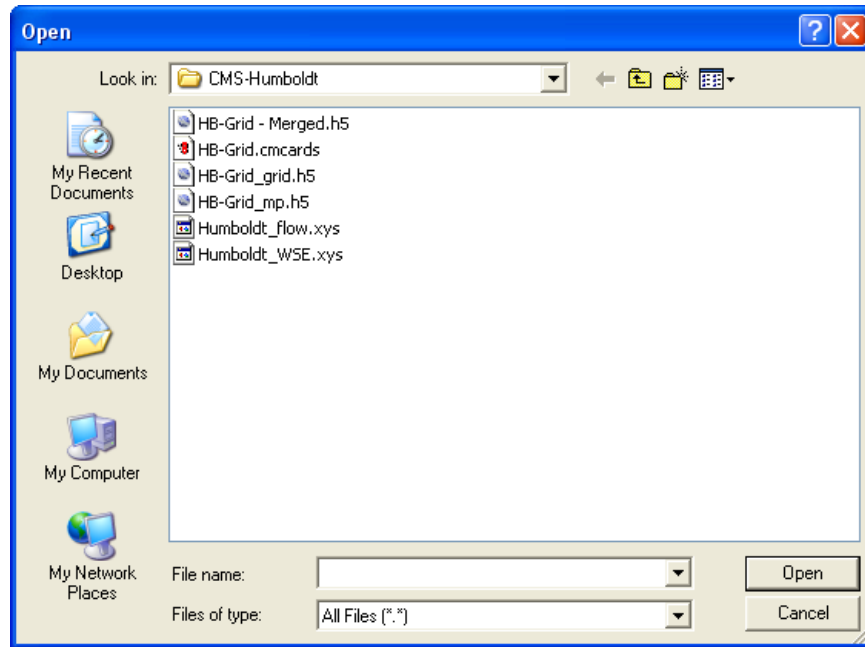 Open
Look in: CMS-Humboldt
HB-Grid - Merged.h5
HB-Grid.cmcards
HB-Grid_grid.h5
HB-Grid_mp.h5
Humboldt_flow.xys
Humboldt_WSE.xys
My Recent
Documents
Desktop
My Documents
My Computer
My Network
Places
File name:
Open
Files of type: All Files (*.*)
Cancel